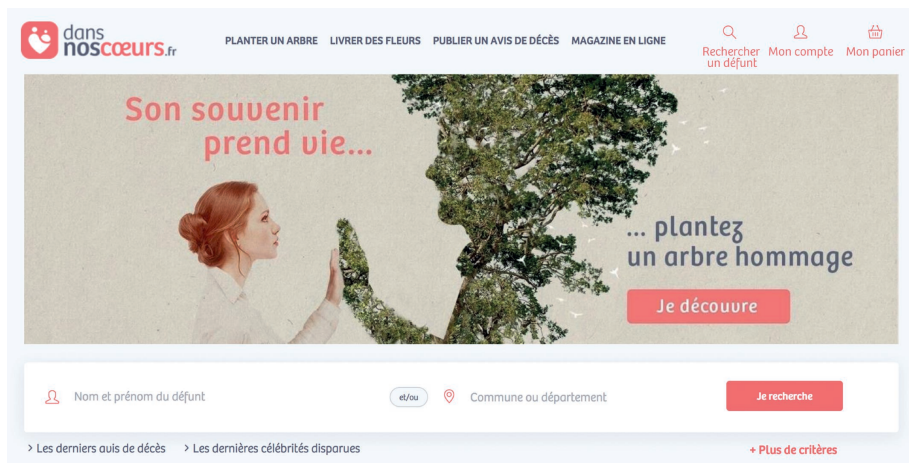 dans
noscœurs.fr
PLANTER UN ARBRE LIVRER DES FLEURS PUBLIER UN AVIS DE DÉCÈS MAGAZINE EN LIGNE
Rechercher
un défunt
Mon compte
Mon panier
Son souvenir
prend vie...
... plantez
un arbre hommage
Je découvre
Nom et prénom du défunt
et/ou
Commune ou département
Je recherche
> Les derniers avis de décès > Les dernières célébrités disparues
+ Plus de critères